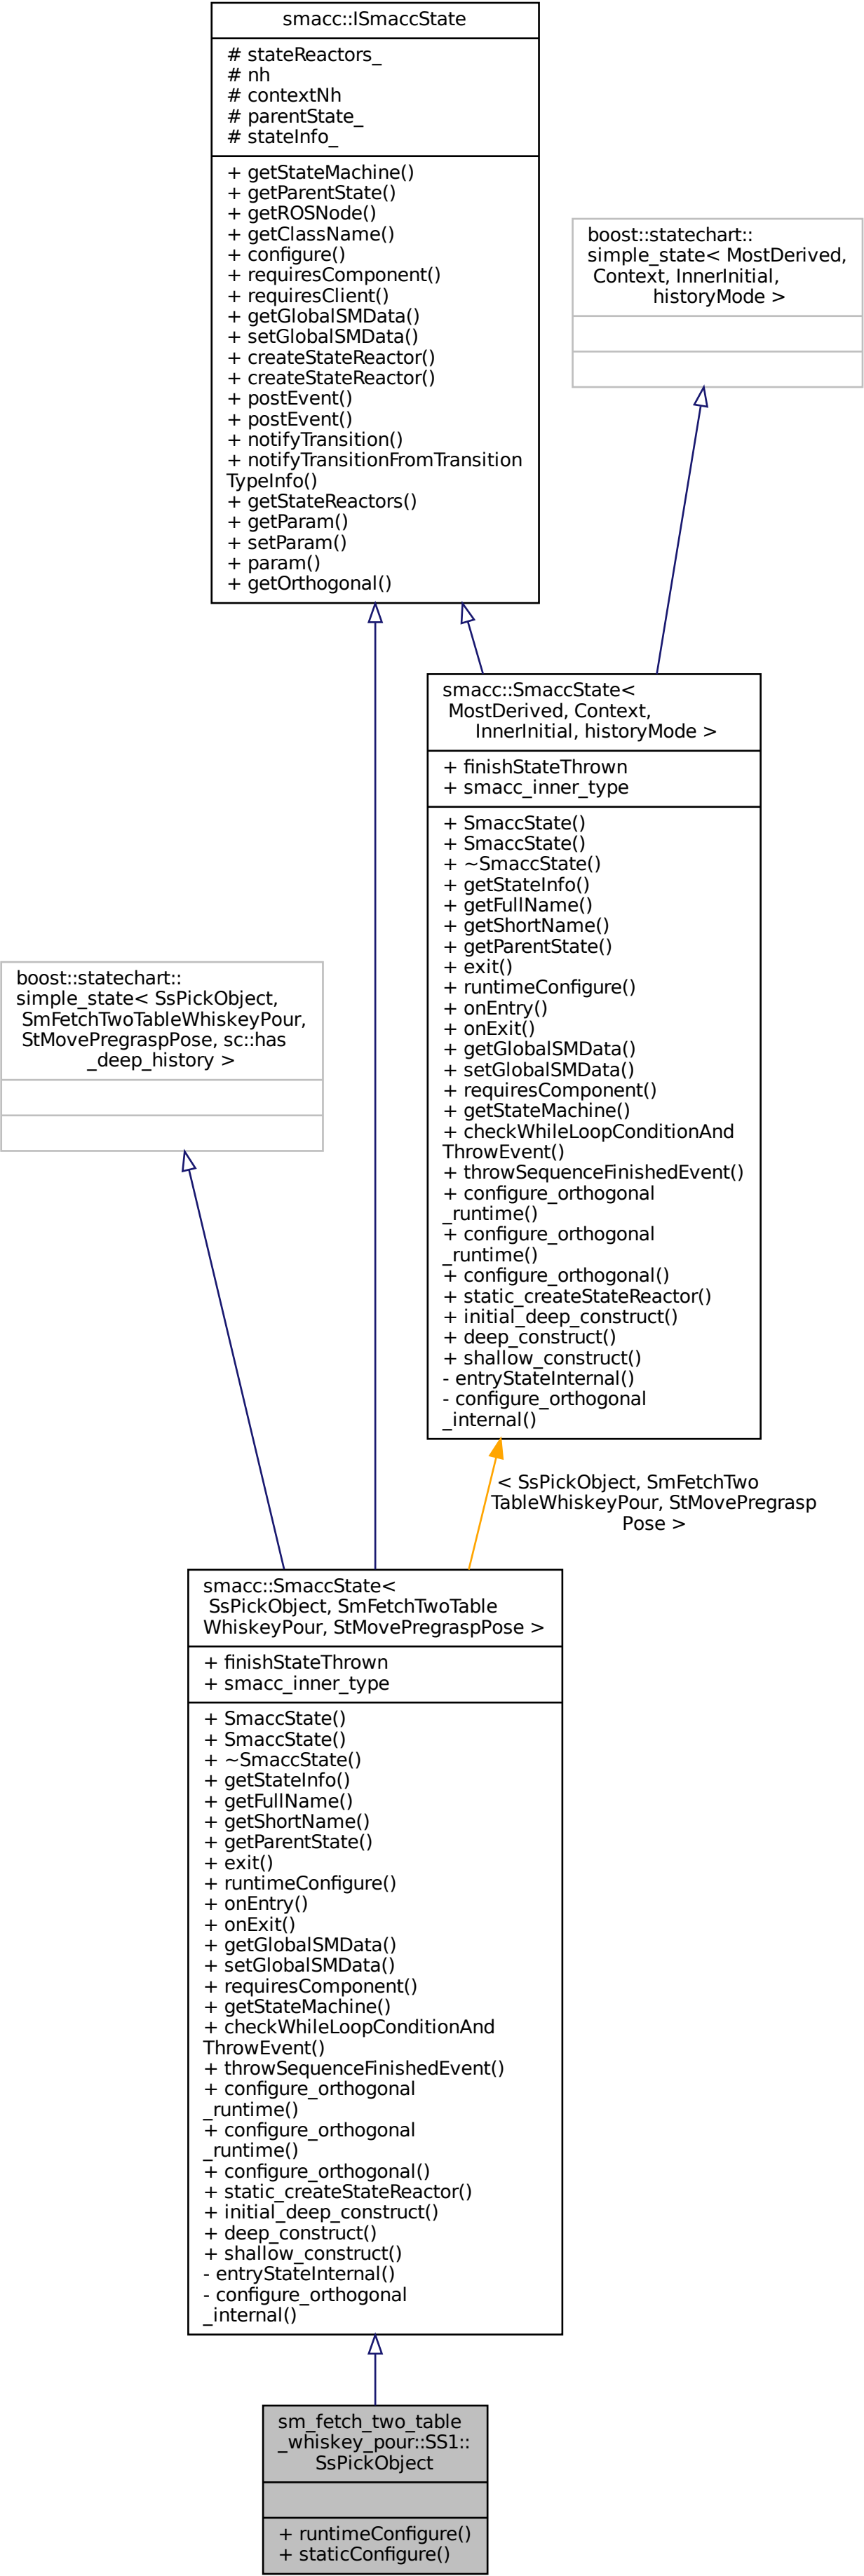 smacc::ISmaccState
# stateReactors_
# nh
# contextNh
# parentState_
# stateInfo_
+ getStateMachine()
+ getParentState()
+ getROSNode()
+ getClassName()
+ configure()
+ requiresComponent()
+ requiresClient()
+ getGlobalSMData()
+ setGlobalSMData()
+ createStateReactor()
+ createStateReactor()
+ postEvent()
+ postEvent()
+ notifyTransition()
+ notifyTransitionFromTransition
TypeInfo()
+ getStateReactors()
+ getParam()
+ setParam()
+ param()
+ getOrthogonal()
boost::statechart::
simple_state< MostDerived,
Context, InnerInitial,
historyMode >
smacc::SmaccState<
MostDerived, Context,
InnerInitial, historyMode >
+ finishStateThrown
+ smacc_inner_type
+ SmaccState()
+ SmaccState()
+ ~SmaccState()
+ getStateInfo()
+ getFullName()
+ getShortName()
+ getParentState()
+ exit()
+ runtimeConfigure()
+ onEntry()
+ onExit()
+ getGlobalSMData()
+ setGlobalSMData()
+ requiresComponent()
+ getStateMachine()
+ checkWhileLoopConditionAnd
ThrowEvent()
+ throwSequenceFinishedEvent()
+ configure_orthogonal
_runtime()
+ configure_orthogonal
_runtime()
+ configure_orthogonal()
+ static_createStateReactor()
+ initial_deep_construct()
+ deep_construct()
+ shallow_construct()
- entryStateInternal()
- configure_orthogonal
_internal()
boost::statechart::
simple_state< SsPickObject,
SmFetchTwoTableWhiskeyPour,
StMovePregraspPose, sc::has
_deep_history >
< SsPickObject, SmFetchTwo
TableWhiskeyPour, StMovePregrasp
Pose >
smacc::SmaccState<
SsPickObject, SmFetchTwoTable
WhiskeyPour, StMovePregraspPose >
+ finishStateThrown
+ smacc_inner_type
+ SmaccState()
+ SmaccState()
+ ~SmaccState()
+ getStateInfo()
+ getFullName()
+ getShortName()
+ getParentState()
+ exit()
+ runtimeConfigure()
+ onEntry()
+ onExit()
+ getGlobalSMData()
+ setGlobalSMData()
+ requiresComponent()
+ getStateMachine()
+ checkWhileLoopConditionAnd
ThrowEvent()
+ throwSequenceFinishedEvent()
+ configure_orthogonal
_runtime()
+ configure_orthogonal
_runtime()
+ configure_orthogonal()
+ static_createStateReactor()
+ initial_deep_construct()
+ deep_construct()
+ shallow_construct()
- entryStateInternal()
- configure_orthogonal
_internal()
sm_fetch_two_table
_whiskey_pour::SS1::
SsPickObject
+ runtimeConfigure()
+ staticConfigure()